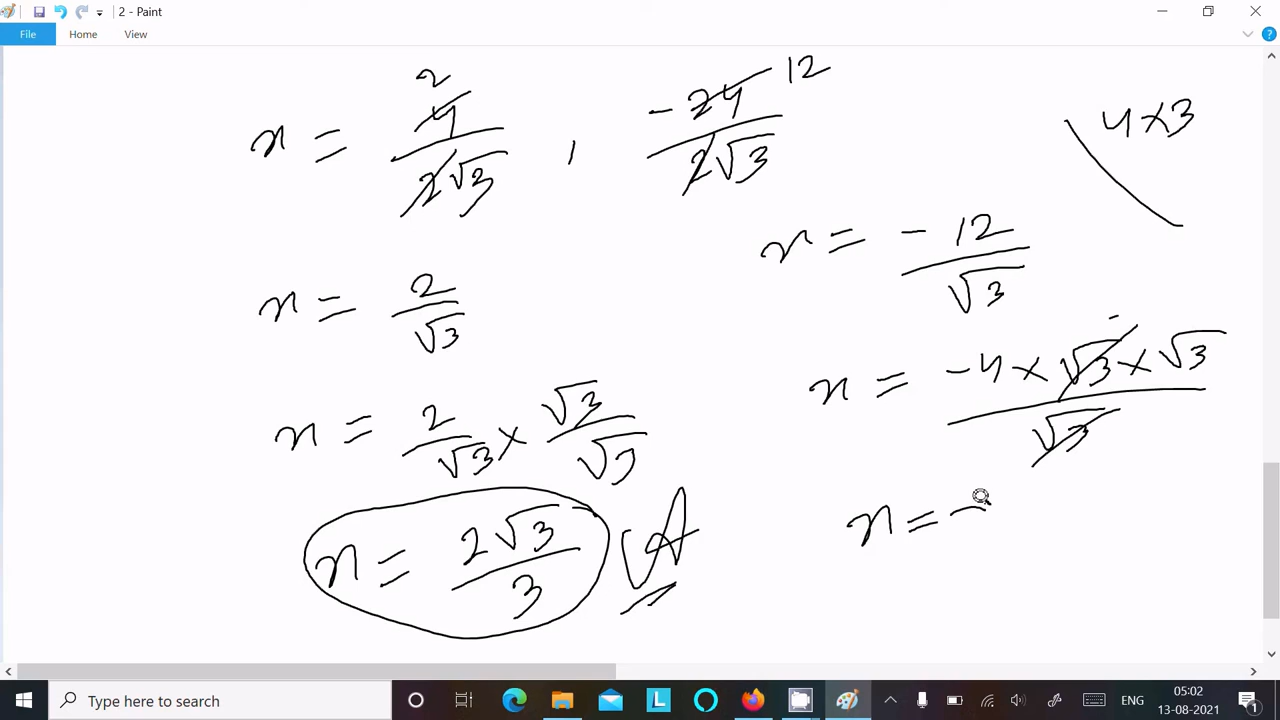 2 - Paint
File Home View
x = 2 4 / 2√3 , - 24 12 / 2√3
4×3
x = - 12 / √3
x = 2 / √3
x = -4 × √3 × √3 / √3
x = 2 / √3 × √3 / √3
x = 2√3 / 3 A
x = -
Type here to search
ENG
05:02
13-08-2021
1